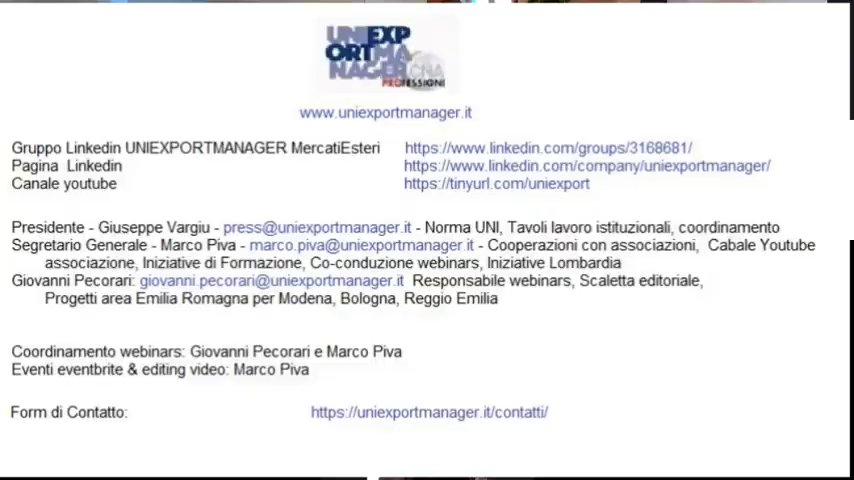 UNIEXP
ORTMA
NAGER CNA
PROFESSIONI
www.uniexportmanager.it
Gruppo Linkedin UNIEXPORTMANAGER MercatiEsteri https://www.linkedin.com/groups/3168681/
Pagina Linkedin https://www.linkedin.com/company/uniexportmanager/
Canale youtube https://tinyurl.com/uniexport
Presidente - Giuseppe Vargiu - press@uniexportmanager.it - Norma UNI, Tavoli lavoro istituzionali, coordinamento
Segretario Generale - Marco Piva - marco.piva@uniexportmanager.it - Cooperazioni con associazioni, Cabale Youtube
associazione, Iniziative di Formazione, Co-conduzione webinars, Iniziative Lombardia
Giovanni Pecorari: giovanni.pecorari@uniexportmanager.it Responsabile webinars, Scaletta editoriale,
Progetti area Emilia Romagna per Modena, Bologna, Reggio Emilia
Coordinamento webinars: Giovanni Pecorari e Marco Piva
Eventi eventbrite & editing video: Marco Piva
Form di Contatto: https://uniexportmanager.it/contatti/